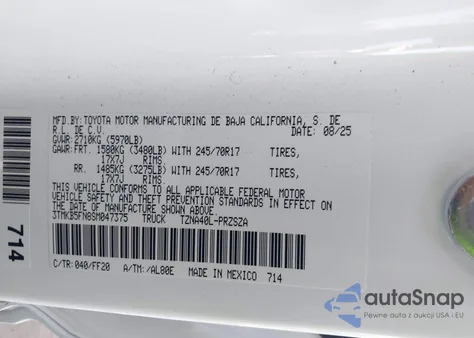 MFD.BY:TOYOTA MOTOR MANUFACTURING DE BAJA CALIFORNIA, S. DE
R.L. DE C.V. DATE: 08/25
GVWR:2710KG (5970LB)
GAWR:FRT. 1580KG (3480LB) WITH 245/70R17 TIRES,
17X7J RIMS.
RR. 1485KG (3275LB) WITH 245/70R17 TIRES,
17X7J RIMS.
THIS VEHICLE CONFORMS TO ALL APPLICABLE FEDERAL MOTOR
VEHICLE SAFETY AND THEFT PREVENTION STANDARDS IN EFFECT ON
THE DATE OF MANUFACTURE SHOWN ABOVE.
3TMKB5FN8SM047375 TRUCK TZNA40L-PRZSZA
C/TR:040/FF20 A/TM:/AL80E MADE IN MEXICO 714
714
autoSnap
Pewne auta z aukcji USA i EU